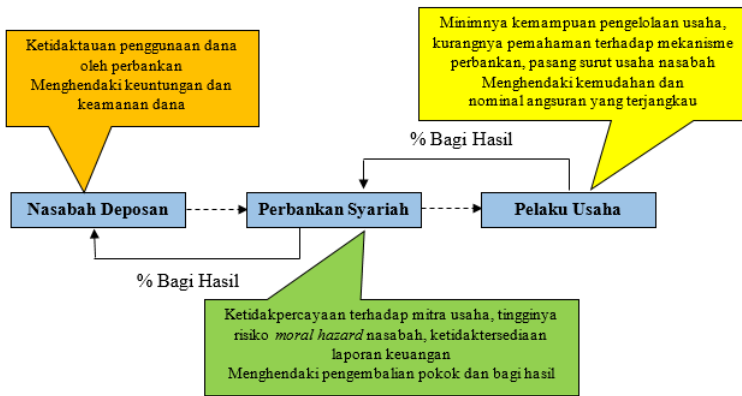 Ketidaktauan penggunaan dana
oleh perbankan
Menghendaki keuntungan dan
keamanan dana
Minimnya kemampuan pengelolaan usaha,
kurangnya pemahaman terhadap mekanisme
perbankan, pasang surut usaha nasabah
Menghendaki kemudahan dan
nominal angsuran yang terjangkau
% Bagi Hasil
Nasabah Deposan
Perbankan Syariah
Pelaku Usaha
% Bagi Hasil
Ketidakpercayaan terhadap mitra usaha, tingginya
risiko moral hazard nasabah, ketidaktersediaan
laporan keuangan
Menghendaki pengembalian pokok dan bagi hasil